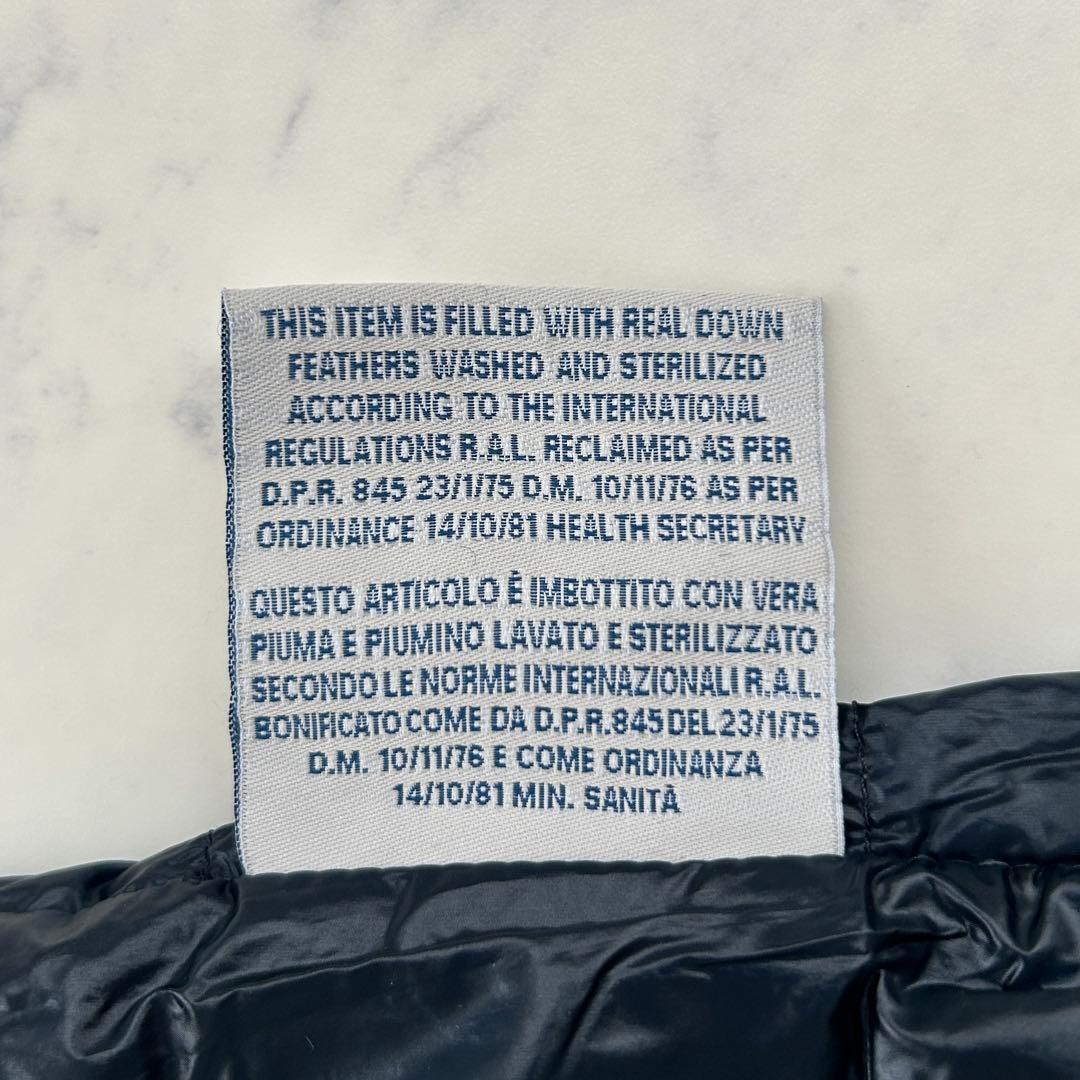 THIS ITEM IS FILLED WITH REAL DOWN
FEATHERS WASHED AND STERILIZED
ACCORDING TO THE INTERNATIONAL
REGULATIONS R.A.L. RECLAIMED AS PER
D.P.R. 845 23/1/75 D.M. 10/11/76 AS PER
ORDINANCE 14/10/81 HEALTH SECRETARY
QUESTO ARTICOLO È IMBOTTITO CON VERA
PIUMA E PIUMINO LAVATO E STERILIZZATO
SECONDO LE NORME INTERNAZIONALI R.A.L.
BONIFICATO COME DA D.P.R.845 DEL 23/1/75
D.M. 10/11/76 E COME ORDINANZA
14/10/81 MIN. SANITÀ